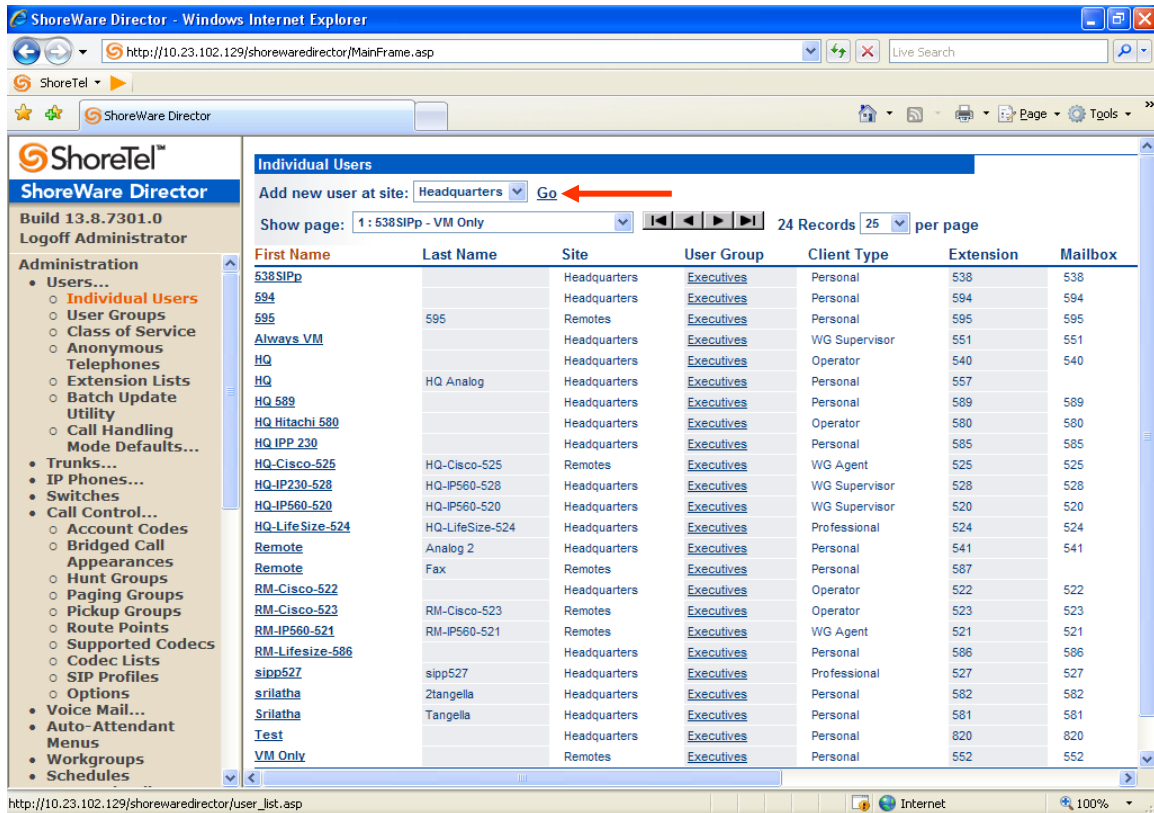 ShoreWare Director - Windows Internet Explorer
http://10.23.102.129/shorewaredirector/MainFrame.asp
Live Search
ShoreTel
ShoreWare Director
Page
Tools
»
ShoreTel™
ShoreWare Director
Build 13.8.7301.0
Logoff Administrator
Administration
Users...
Individual Users
User Groups
Class of Service
Anonymous
Telephones
Extension Lists
Batch Update
Utility
Call Handling
Mode Defaults...
Trunks...
IP Phones...
Switches
Call Control...
Account Codes
Bridged Call
Appearances
Hunt Groups
Paging Groups
Pickup Groups
Route Points
Supported Codecs
Codec Lists
SIP Profiles
Options
Voice Mail...
Auto-Attendant
Menus
Workgroups
Schedules
Individual Users
Add new user at site: Headquarters Go
Show page: 1 : 538SIPp - VM Only 24 Records 25 per page
First Name Last Name Site User Group Client Type Extension Mailbox
538SIPp Headquarters Executives Personal 538 538
594 Headquarters Executives Personal 594 594
595 595 Remotes Executives Personal 595 595
Always VM Headquarters Executives WG Supervisor 551 551
HQ Headquarters Executives Operator 540 540
HQ HQ Analog Headquarters Executives Personal 557
HQ 589 Headquarters Executives Personal 589 589
HQ Hitachi 580 Headquarters Executives Operator 580 580
HQ IPP 230 Headquarters Executives Personal 585 585
HQ-Cisco-525 HQ-Cisco-525 Remotes Executives WG Agent 525 525
HQ-IP230-528 HQ-IP560-528 Headquarters Executives WG Supervisor 528 528
HQ-IP560-520 HQ-IP560-520 Headquarters Executives WG Supervisor 520 520
HQ-LifeSize-524 HQ-LifeSize-524 Headquarters Executives Professional 524 524
Remote Analog 2 Headquarters Executives Personal 541 541
Remote Fax Remotes Executives Personal 587
RM-Cisco-522 Headquarters Executives Operator 522 522
RM-Cisco-523 RM-Cisco-523 Remotes Executives Operator 523 523
RM-IP560-521 RM-IP560-521 Remotes Executives WG Agent 521 521
RM-Lifesize-586 Headquarters Executives Personal 586 586
sipp527 sipp527 Headquarters Executives Professional 527 527
srilatha 2tangella Headquarters Executives Personal 582 582
Srilatha Tangella Headquarters Executives Personal 581 581
Test Headquarters Executives Personal 820 820
VM Only Remotes Executives Personal 552 552
http://10.23.102.129/shorewaredirector/user_list.asp
Internet
100%